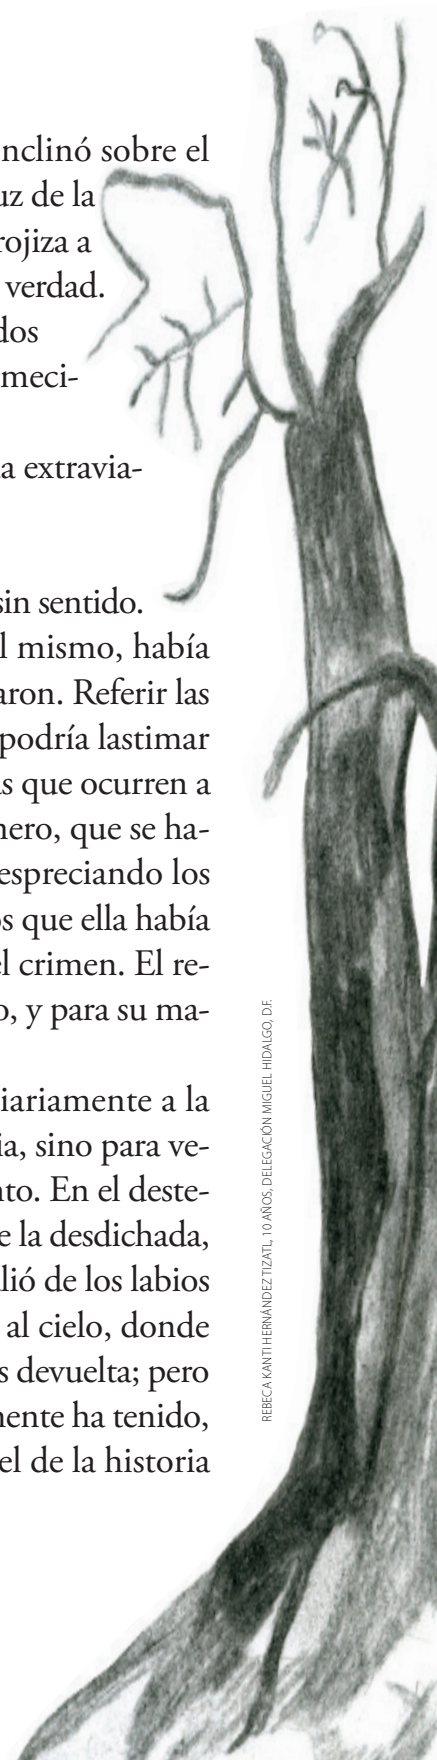 nclinó sobre el
uz de la
rojiza a
verdad.
dos
meci-
a extravia-
sin sentido.
l mismo, había
aron. Referir las
podría lastimar
as que ocurren a
nero, que se ha-
espreciando los
os que ella había
el crimen. El re-
o, y para su ma-
iariamente a la
ia, sino para ve-
nto. En el deste-
e la desdichada,
lió de los labios
al cielo, donde
s devuelta; pero
mente ha tenido,
el de la historia
REBECA KANTI HERNÁNDEZ TIZATL, 10 AÑOS, DELEGACIÓN MIGUEL HIDALGO, D.F.